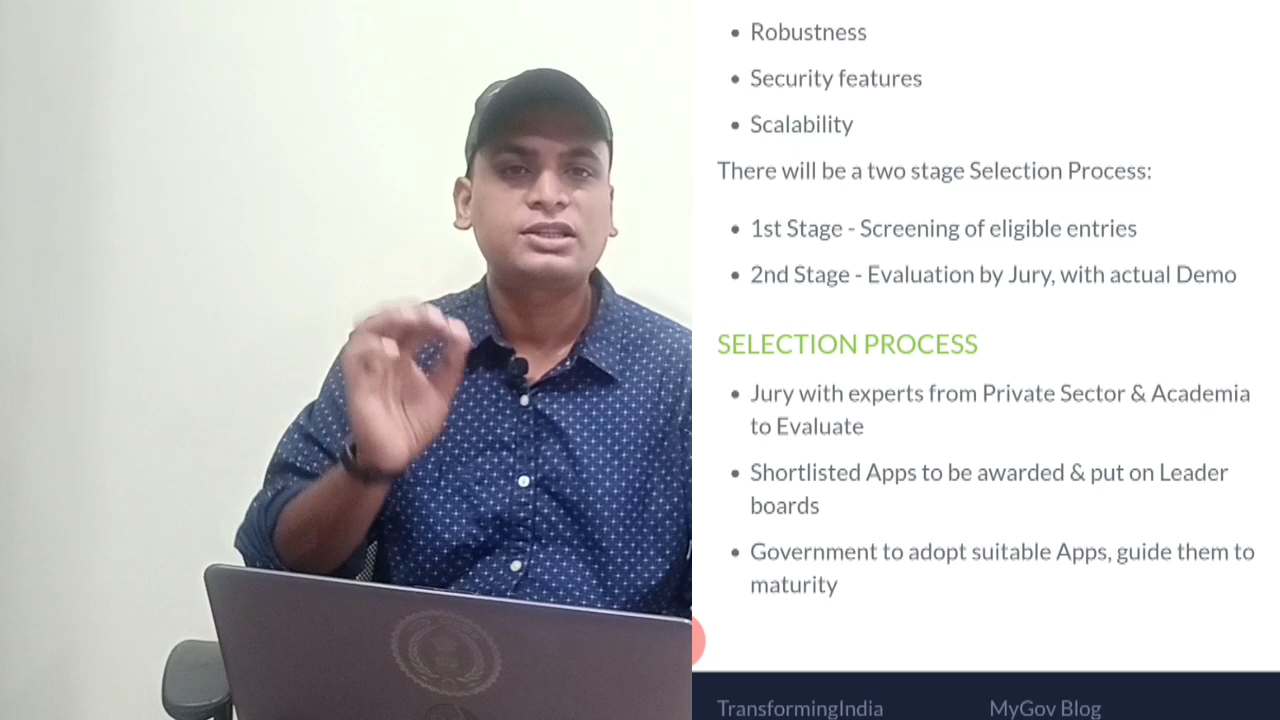 Robustness
Security features
Scalability
There will be a two stage Selection Process:
1st Stage - Screening of eligible entries
2nd Stage - Evaluation by Jury, with actual Demo
SELECTION PROCESS
Jury with experts from Private Sector & Academia
to Evaluate
Shortlisted Apps to be awarded & put on Leader
boards
Government to adopt suitable Apps, guide them to
maturity
TransformingIndia
MyGov Blog